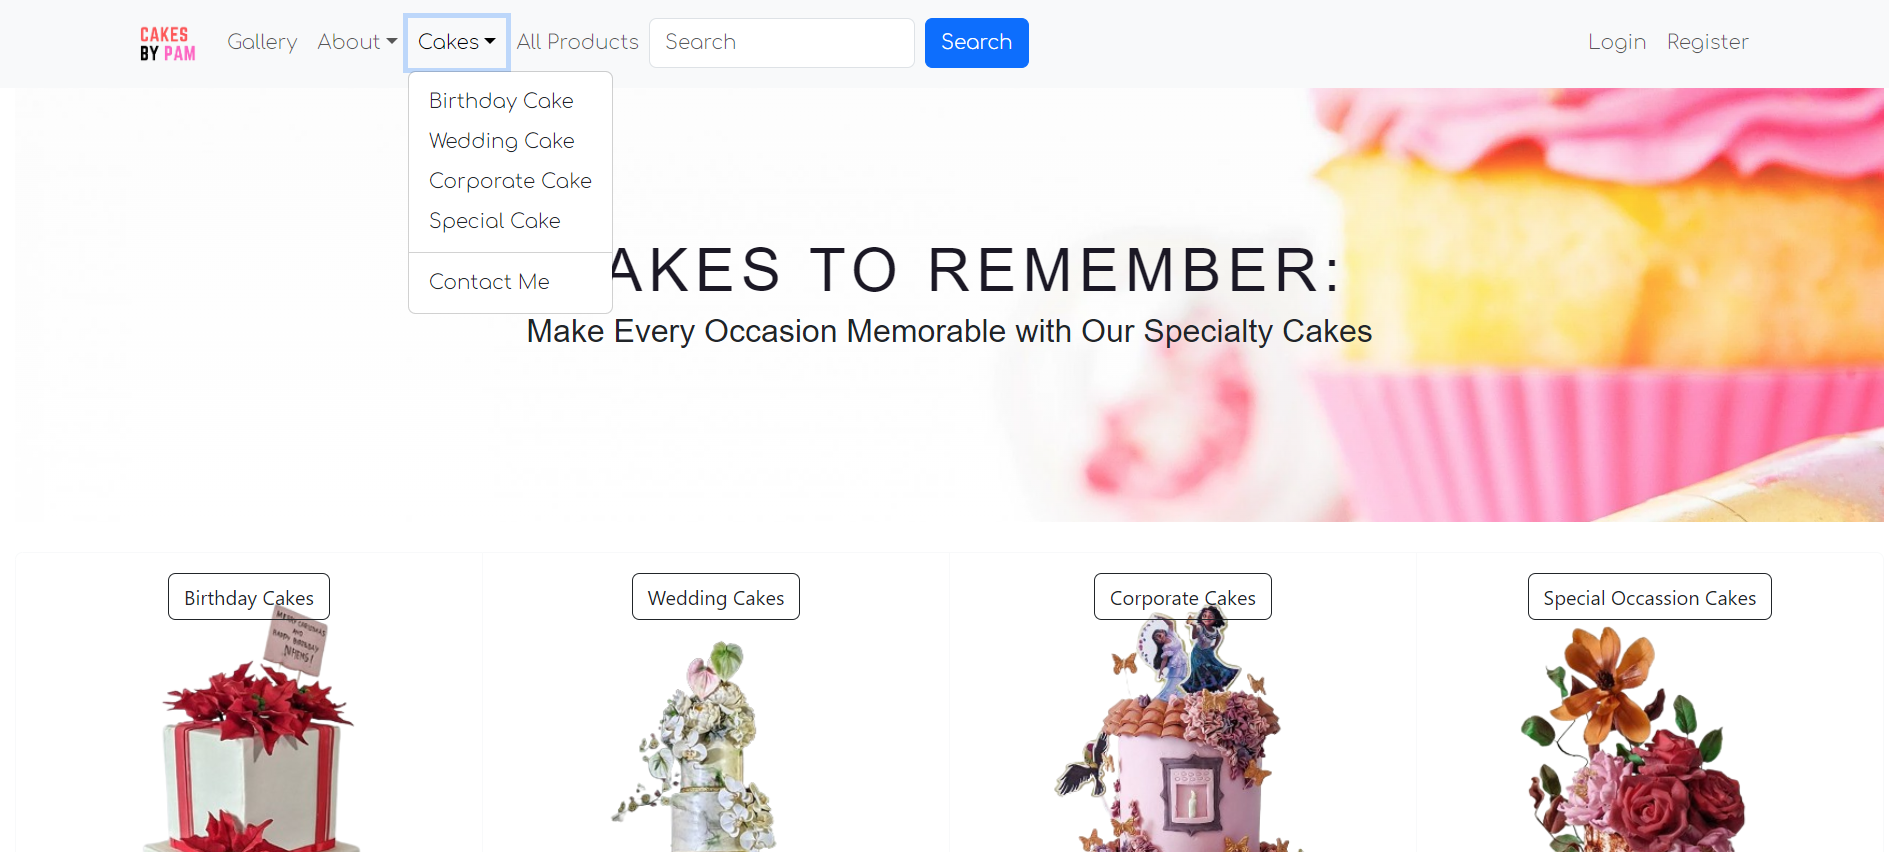 CAKES
BY PAM
Gallery About Cakes All Products Search Search Login Register
Birthday Cake
Wedding Cake
Corporate Cake
Special Cake
Contact Me
AKES TO REMEMBER:
Make Every Occasion Memorable with Our Specialty Cakes
Birthday Cakes Wedding Cakes Corporate Cakes Special Occassion Cakes
MERRY CHRISTMAS
AND
HAPPY BIRTHDAY